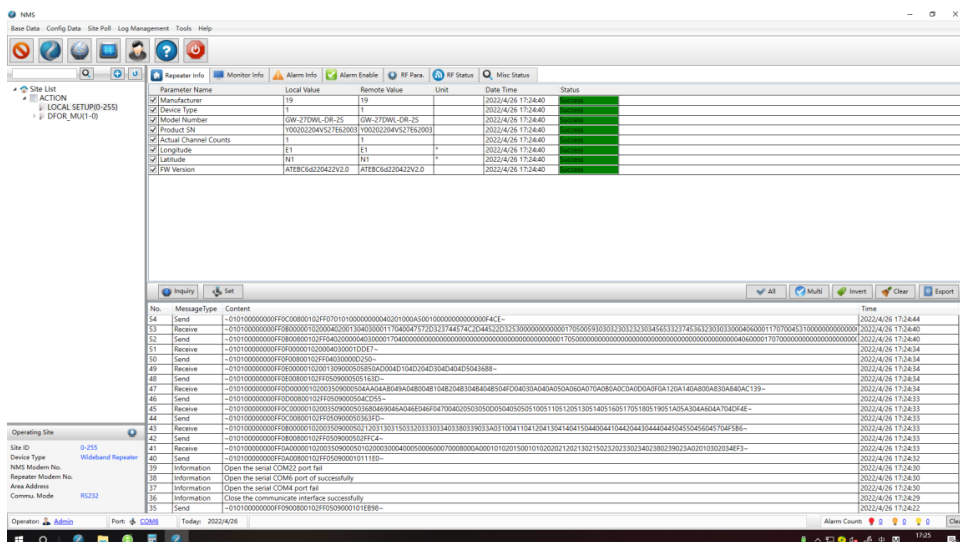 NMS
Base Data Config Data Site Poll Log Management Tools Help
Repeater Info Monitor Info Alarm Info Alarm Enable RF Para. RF Status Misc Status
Site List
ACTION
LOCAL SETUP(0-255)
DFOR_MU(1-0)
Parameter Name Local Value Remote Value Unit Date Time Status
Manufacturer 19 19 2022/4/26 17:24:40 Success
Device Type 1 1 2022/4/26 17:24:40 Success
Model Number GW-27DWL-DR-2S GW-27DWL-DR-2S 2022/4/26 17:24:40 Success
Product SN Y00202204VS27E62003 Y00202204VS27E62003 2022/4/26 17:24:40 Success
Actual Channel Counts 1 1 2022/4/26 17:24:40 Success
Longitude E1 E1 ° 2022/4/26 17:24:40 Success
Latitude N1 N1 ° 2022/4/26 17:24:40 Success
FW Version ATEBC6d220422V2.0 ATEBC6d220422V2.0 2022/4/26 17:24:40 Success
Inquiry Set All Multi Invert Clear Export
No. MessageType Content Time
54 Send 2022/4/26 17:24:44
53 Receive 2022/4/26 17:24:40
52 Send 2022/4/26 17:24:40
51 Receive ~010100000000FF0F00000102000403000 1DDE7~ 2022/4/26 17:24:34
50 Send ~010100000000FF0F00800102FF04030000D250~ 2022/4/26 17:24:34
49 Receive 2022/4/26 17:24:34
48 Send ~010100000000FF0E00800102FF0509000505163D~ 2022/4/26 17:24:34
47 Receive 2022/4/26 17:24:34
46 Send ~010100000000FF0D00800102FF0509000504CD55~ 2022/4/26 17:24:33
45 Receive 2022/4/26 17:24:33
44 Send ~010100000000FF0C00800102FF050900050363FD~ 2022/4/26 17:24:33
43 Receive 2022/4/26 17:24:33
42 Send ~010100000000FF0B00800102FF0509000502FFC4~ 2022/4/26 17:24:33
41 Receive 2022/4/26 17:24:33
40 Send ~010100000000FF0A00800102FF05090001 0111E0~ 2022/4/26 17:24:32
39 Information Open the serial COM22 port fail 2022/4/26 17:24:30
38 Information Open the serial COM6 port of successfully 2022/4/26 17:24:30
37 Information Open the serial COM4 port fail 2022/4/26 17:24:30
36 Information Close the communicate interface successfully 2022/4/26 17:24:29
35 Send ~010100000000FF0900800102FF0509000101EB98~ 2022/4/26 17:24:22
Operating Site
Site ID 0-255
Device Type Wideband Repeater
NMS Modem No.
Repeater Modem No.
Area Address
Commu. Mode RS232
Operator: Admin Port: COM6 Today: 2022/4/26 Alarm Count: 0 0 0 Clea
17:25